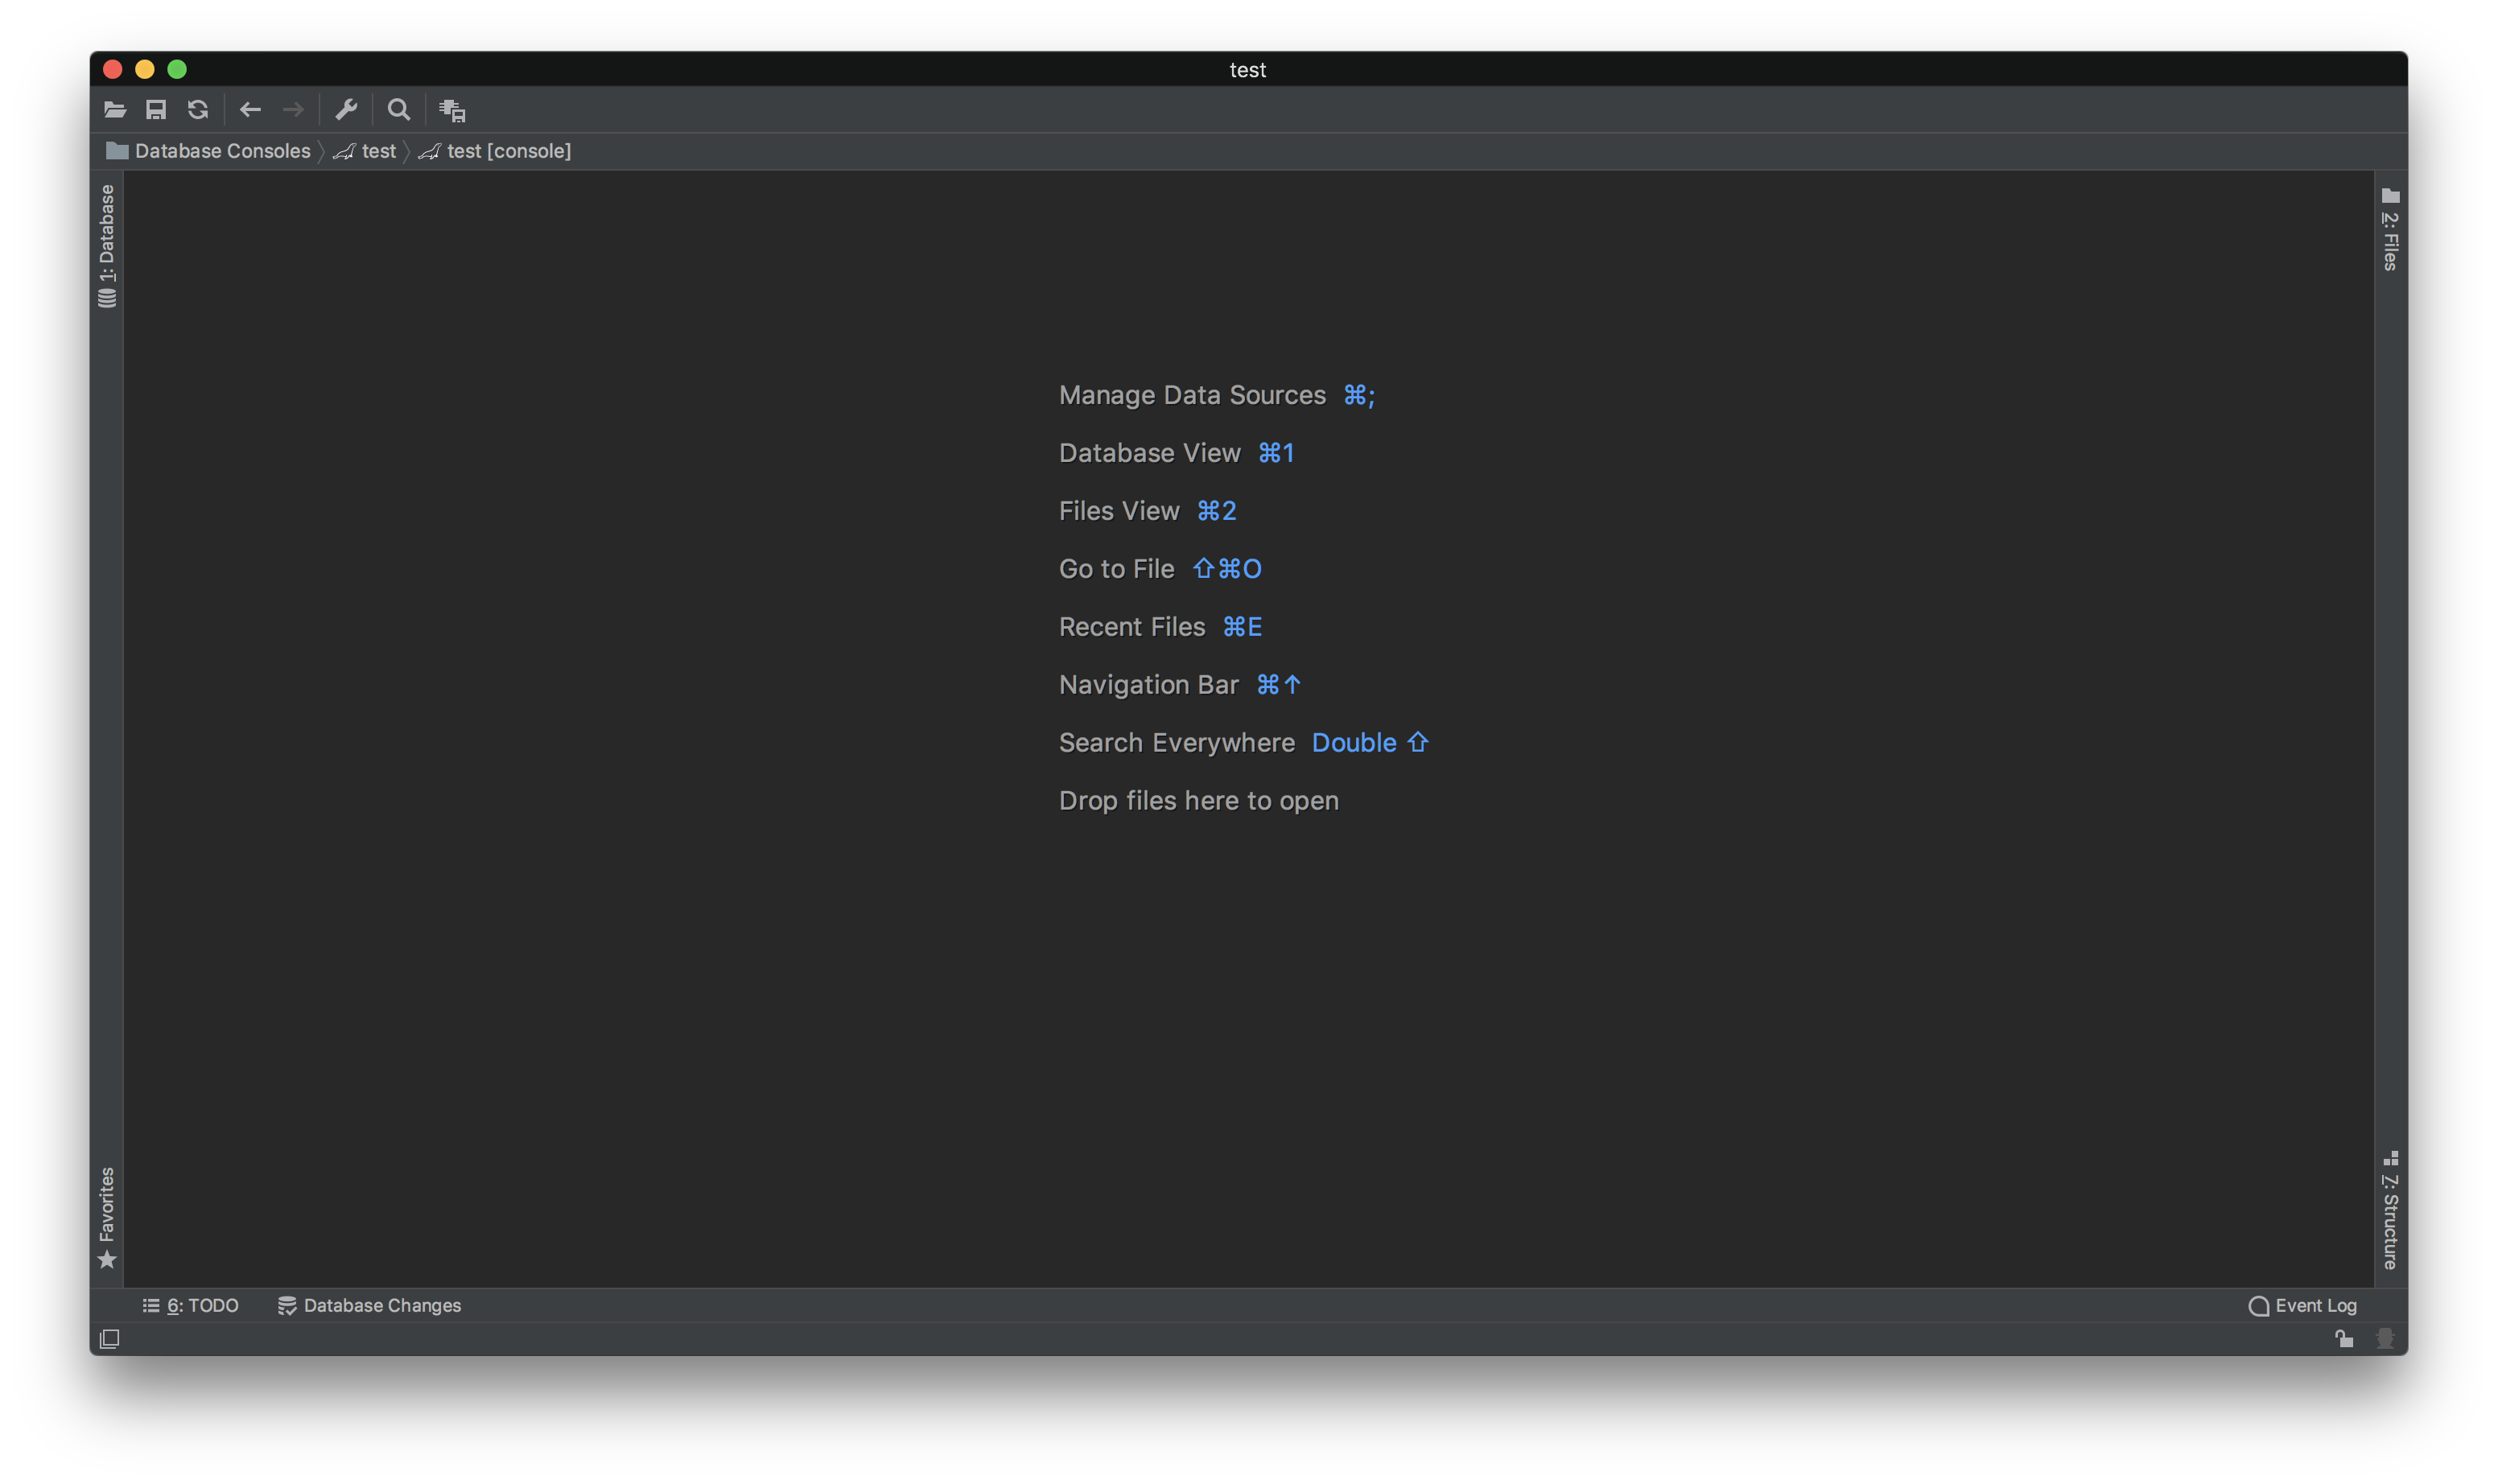 test
Database Consoles test test [console]
1: Database
2: Files
Manage Data Sources ⌘;
Database View ⌘1
Files View ⌘2
Go to File ⇧⌘O
Recent Files ⌘E
Navigation Bar ⌘↑
Search Everywhere Double ⇧
Drop files here to open
Favorites
7: Structure
6: TODO Database Changes Event Log